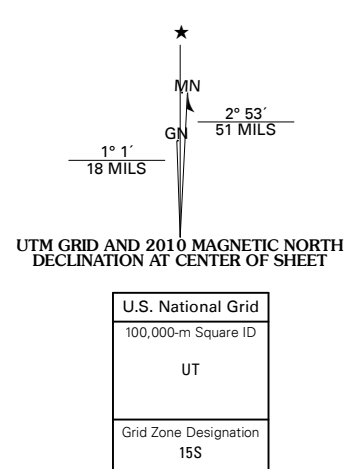 ★
MN
2° 53´
51 MILS
GN
1° 1´
18 MILS
UTM GRID AND 2010 MAGNETIC NORTH
DECLINATION AT CENTER OF SHEET
U.S. National Grid
100,000-m Square ID
UT
Grid Zone Designation
15S